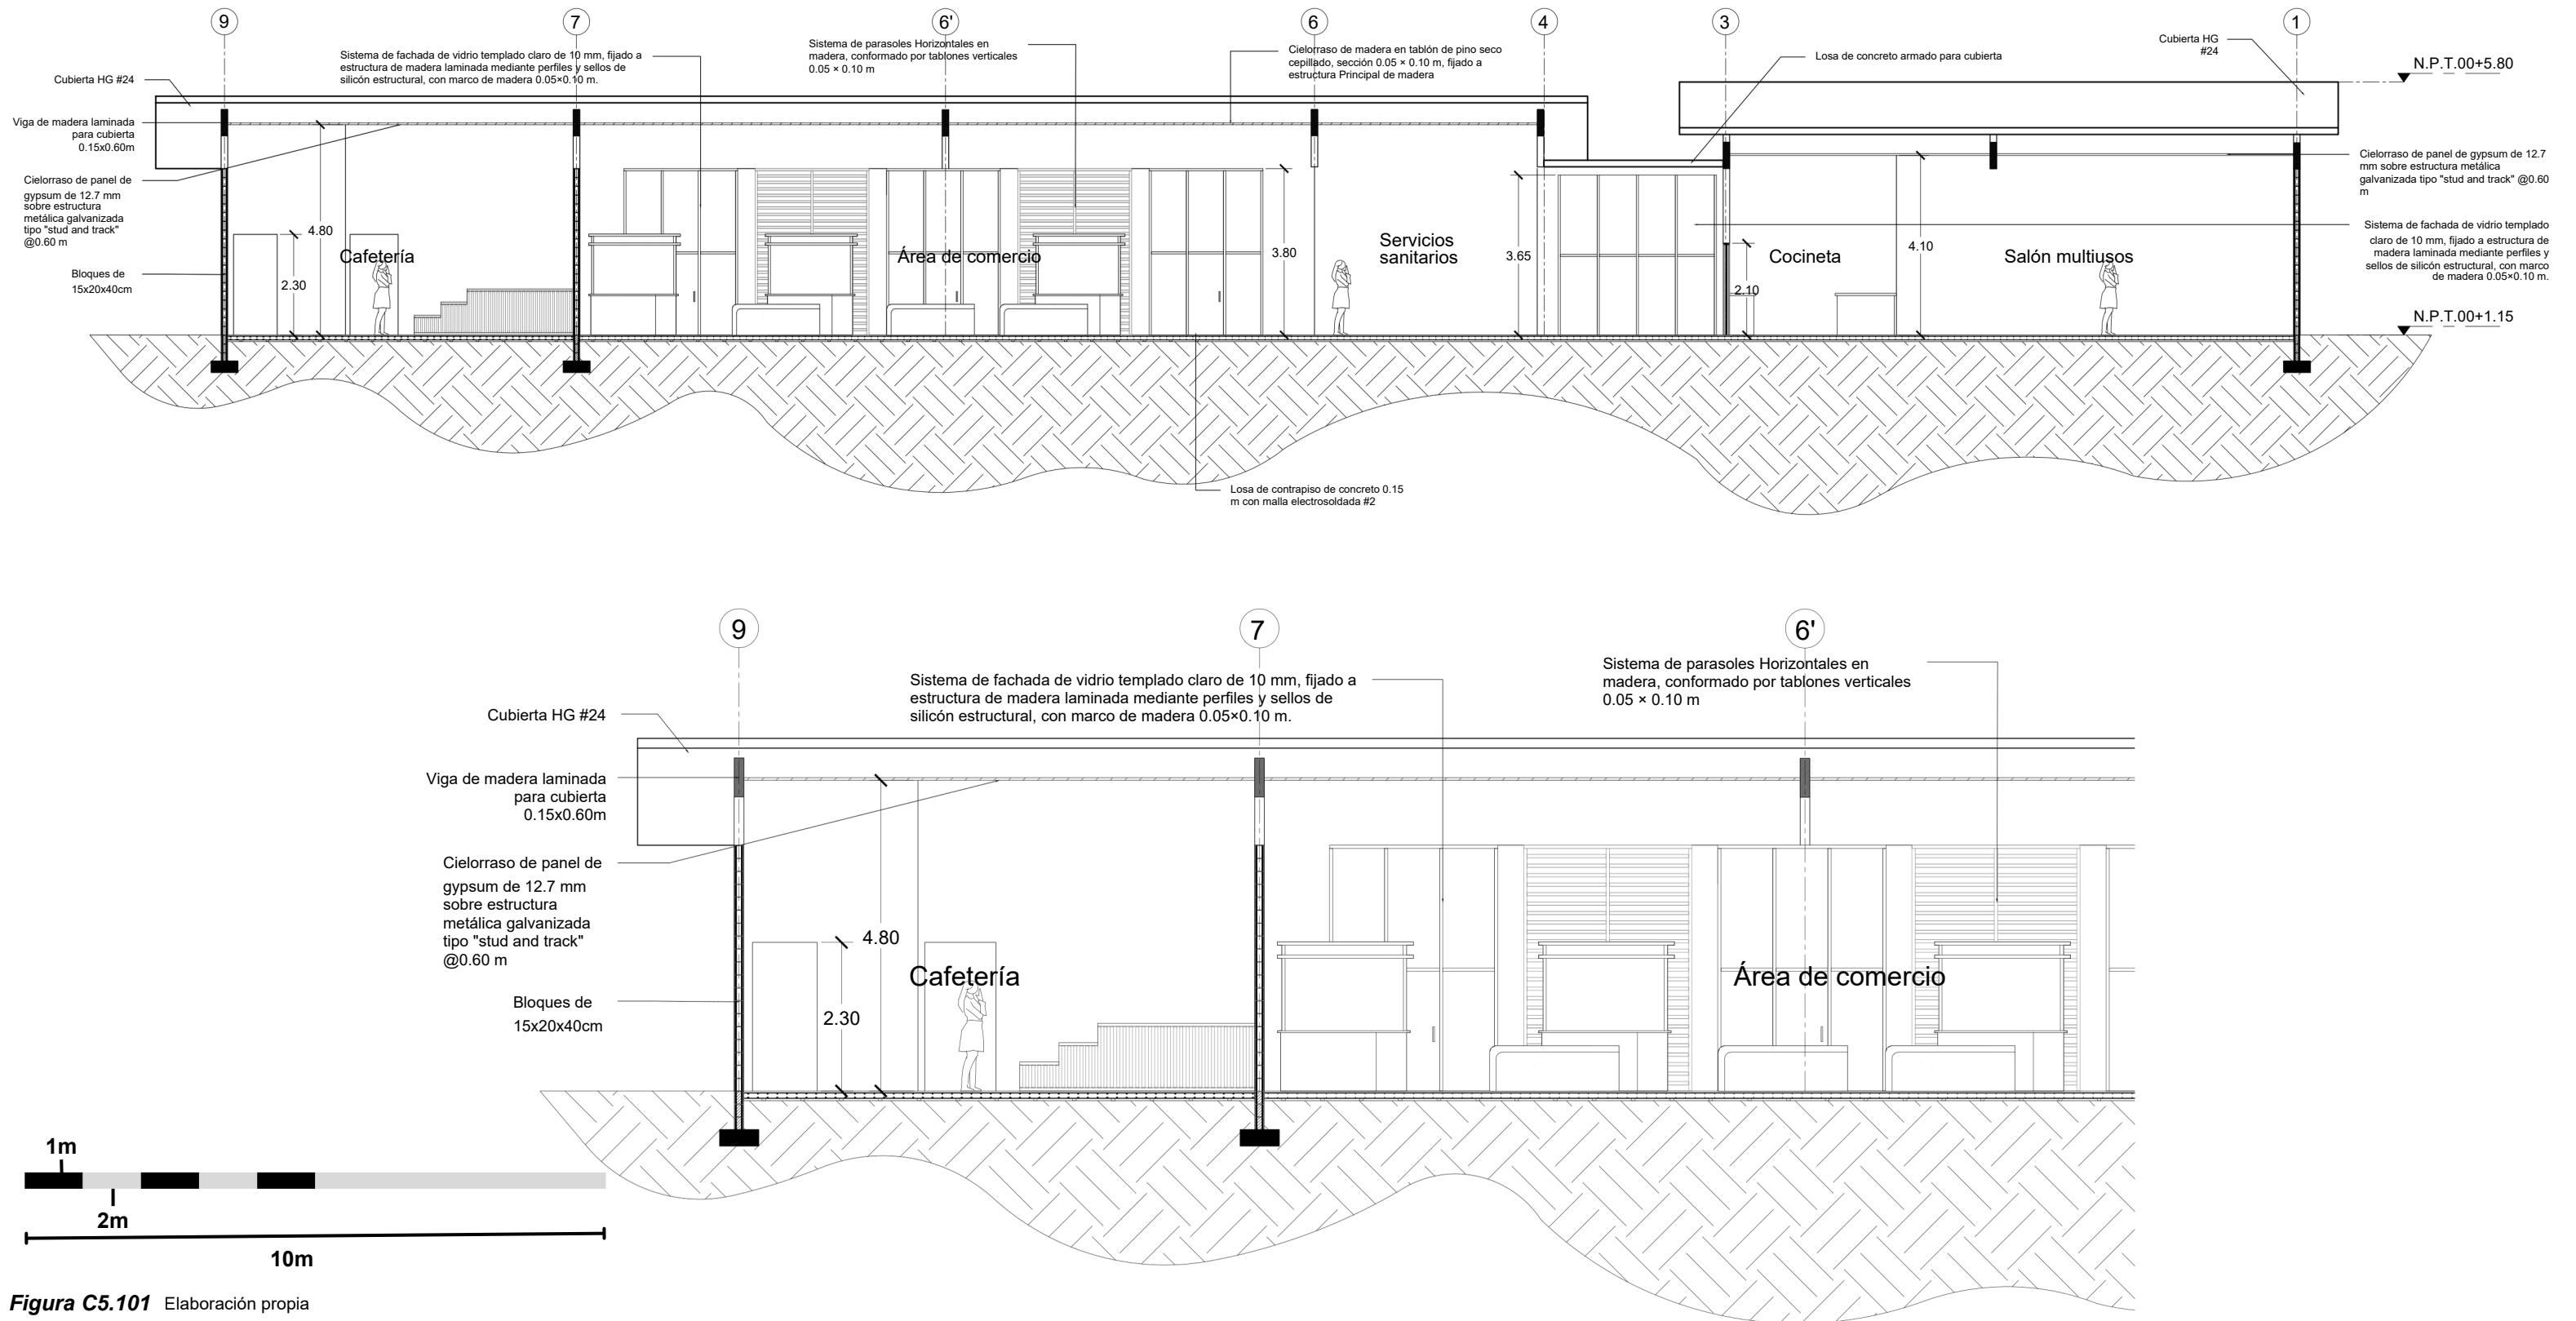 9
7
6'
6
4
3
1
Cubierta HG #24
Sistema de fachada de vidrio templado claro de 10 mm, fijado a
estructura de madera laminada mediante perfiles y sellos de
silicón estructural, con marco de madera 0.05×0.10 m.
Sistema de parasoles Horizontales en
madera, conformado por tablones verticales
0.05 × 0.10 m
Cielorraso de madera en tablón de pino seco
cepillado, sección 0.05 × 0.10 m, fijado a
estructura Principal de madera
Losa de concreto armado para cubierta
Cubierta HG
#24
N.P.T.00+5.80
Viga de madera laminada
para cubierta
0.15x0.60m
Cielorraso de panel de
gypsum de 12.7 mm
sobre estructura
metálica galvanizada
tipo "stud and track"
@0.60 m
Bloques de
15x20x40cm
2.30
4.80
Cafetería
Área de comercio
3.80
Servicios
sanitarios
3.65
2.10
Cocineta
4.10
Salón multiusos
Cielorraso de panel de gypsum de 12.7
mm sobre estructura metálica
galvanizada tipo "stud and track" @0.60
m
Sistema de fachada de vidrio templado
claro de 10 mm, fijado a estructura de
madera laminada mediante perfiles y
sellos de silicón estructural, con marco
de madera 0.05×0.10 m.
N.P.T.00+1.15
Losa de contrapiso de concreto 0.15
m con malla electrosoldada #2
9
7
6'
Cubierta HG #24
Sistema de fachada de vidrio templado claro de 10 mm, fijado a
estructura de madera laminada mediante perfiles y sellos de
silicón estructural, con marco de madera 0.05×0.10 m.
Sistema de parasoles Horizontales en
madera, conformado por tablones verticales
0.05 × 0.10 m
Viga de madera laminada
para cubierta
0.15x0.60m
Cielorraso de panel de
gypsum de 12.7 mm
sobre estructura
metálica galvanizada
tipo "stud and track"
@0.60 m
Bloques de
15x20x40cm
2.30
4.80
Cafetería
Área de comercio
1m
2m
10m
Figura C5.101 Elaboración propia